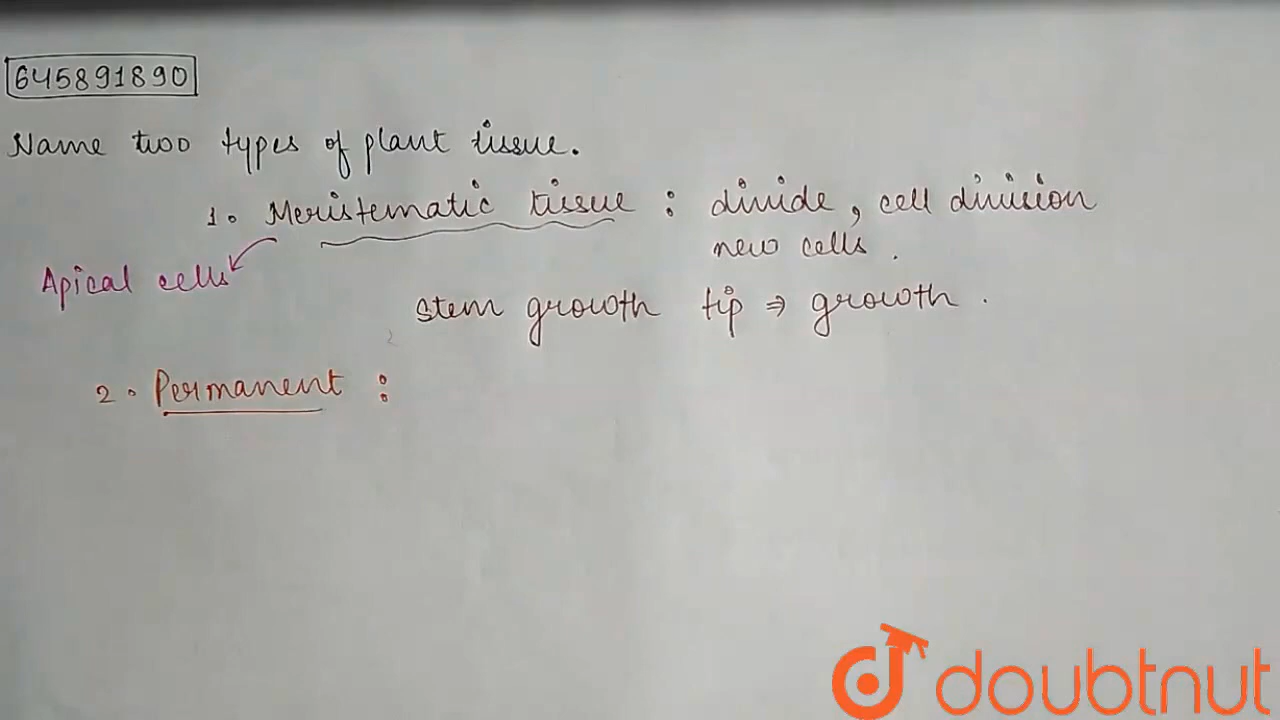 645891890
Name two types of plant tissue.
1. Meristematic tissue : divide, cell division
new cells.
Apical cells
stem growth tip ⇒ growth.
2. Permanent :
doubtnut